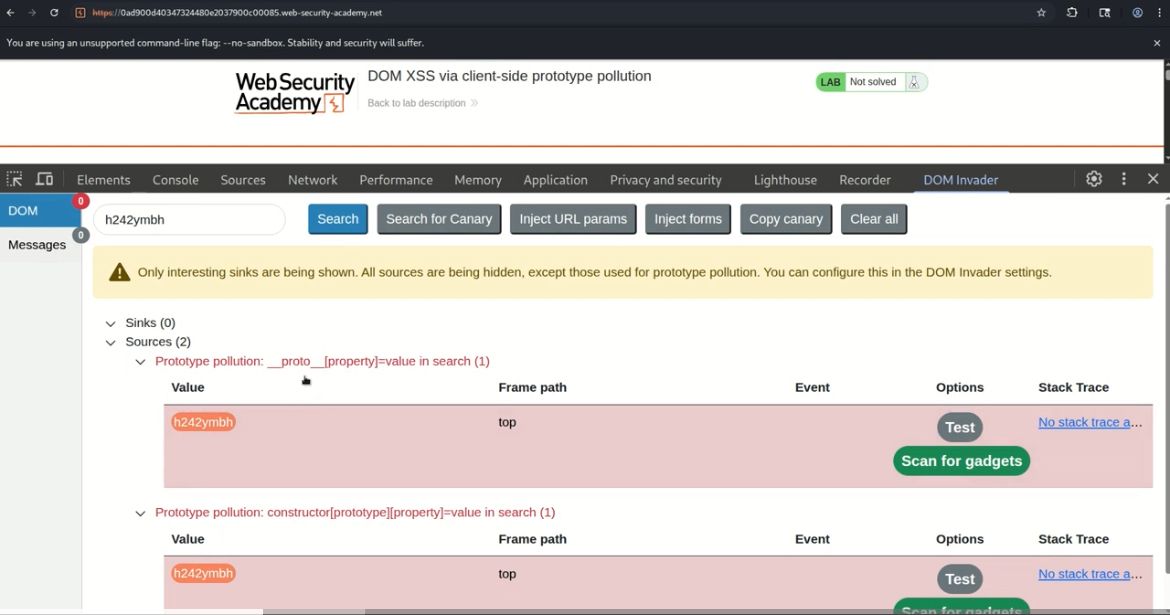 https://0ad900d40347324480e2037900c00085.web-security-academy.net
You are using an unsupported command-line flag: --no-sandbox. Stability and security will suffer.
Web Security
Academy
DOM XSS via client-side prototype pollution
Back to lab description
LAB Not solved
Elements Console Sources Network Performance Memory Application Privacy and security Lighthouse Recorder DOM Invader
DOM 0
Messages 0
h242ymbh Search Search for Canary Inject URL params Inject forms Copy canary Clear all
Only interesting sinks are being shown. All sources are being hidden, except those used for prototype pollution. You can configure this in the DOM Invader settings.
Sinks (0)
Sources (2)
Prototype pollution: __proto__[property]=value in search (1)
Value Frame path Event Options Stack Trace
h242ymbh top Test No stack trace a...
Scan for gadgets
Prototype pollution: constructor[prototype][property]=value in search (1)
Value Frame path Event Options Stack Trace
h242ymbh top Test No stack trace a...
Scan for gadgets